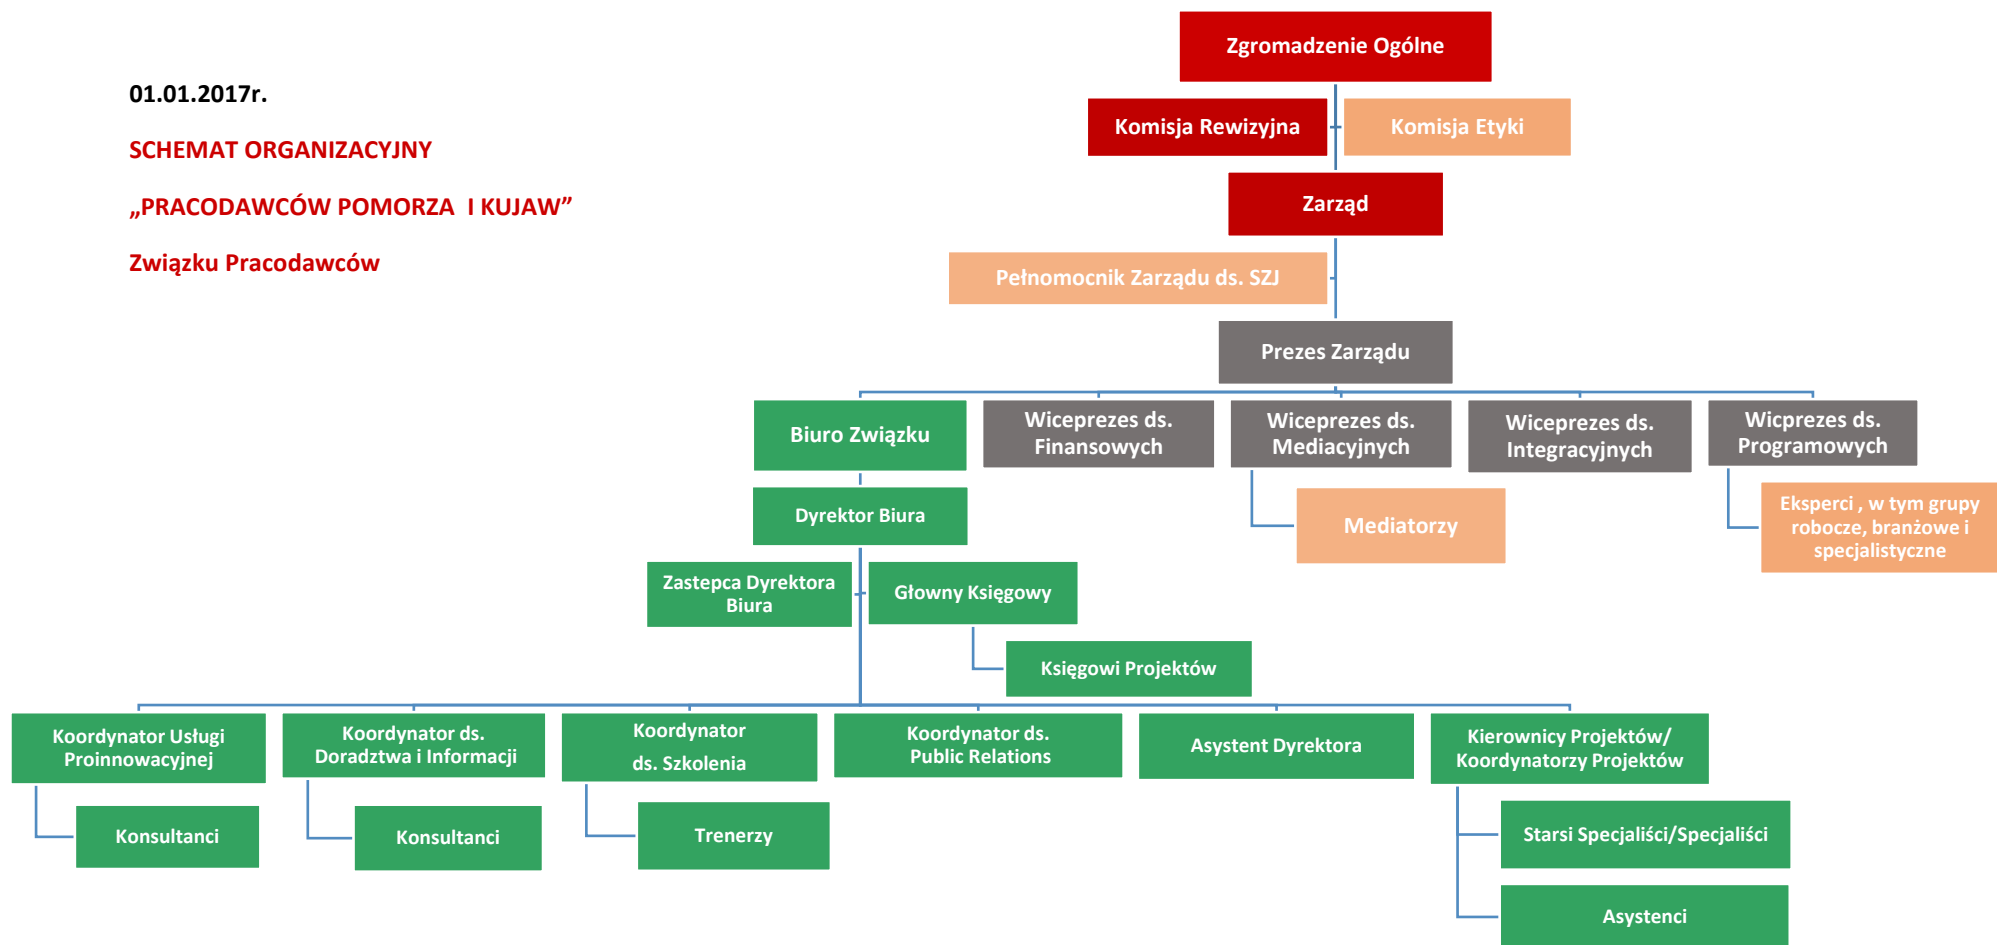 Zgromadzenie Ogólne
01.01.2017r.
SCHEMAT ORGANIZACYJNY
„PRACODAWCÓW POMORZA I KUJAW”
Związku Pracodawców
Komisja Rewizyjna
Komisja Etyki
Zarząd
Pełnomocnik Zarządu ds. SZJ
Prezes Zarządu
Biuro Związku
Wiceprezes ds.
Finansowych
Wiceprezes ds.
Mediacyjnych
Wiceprezes ds.
Integracyjnych
Wicprezes ds.
Programowych
Dyrektor Biura
Mediatorzy
Eksperci , w tym grupy
robocze, branżowe i
specjalistyczne
Zastepca Dyrektora
Biura
Głowny Księgowy
Księgowi Projektów
Koordynator Usługi
Proinnowacyjnej
Koordynator ds.
Doradztwa i Informacji
Koordynator
ds. Szkolenia
Koordynator ds.
Public Relations
Asystent Dyrektora
Kierownicy Projektów/
Koordynatorzy Projektów
Konsultanci
Konsultanci
Trenerzy
Starsi Specjaliści/Specjaliści
Asystenci